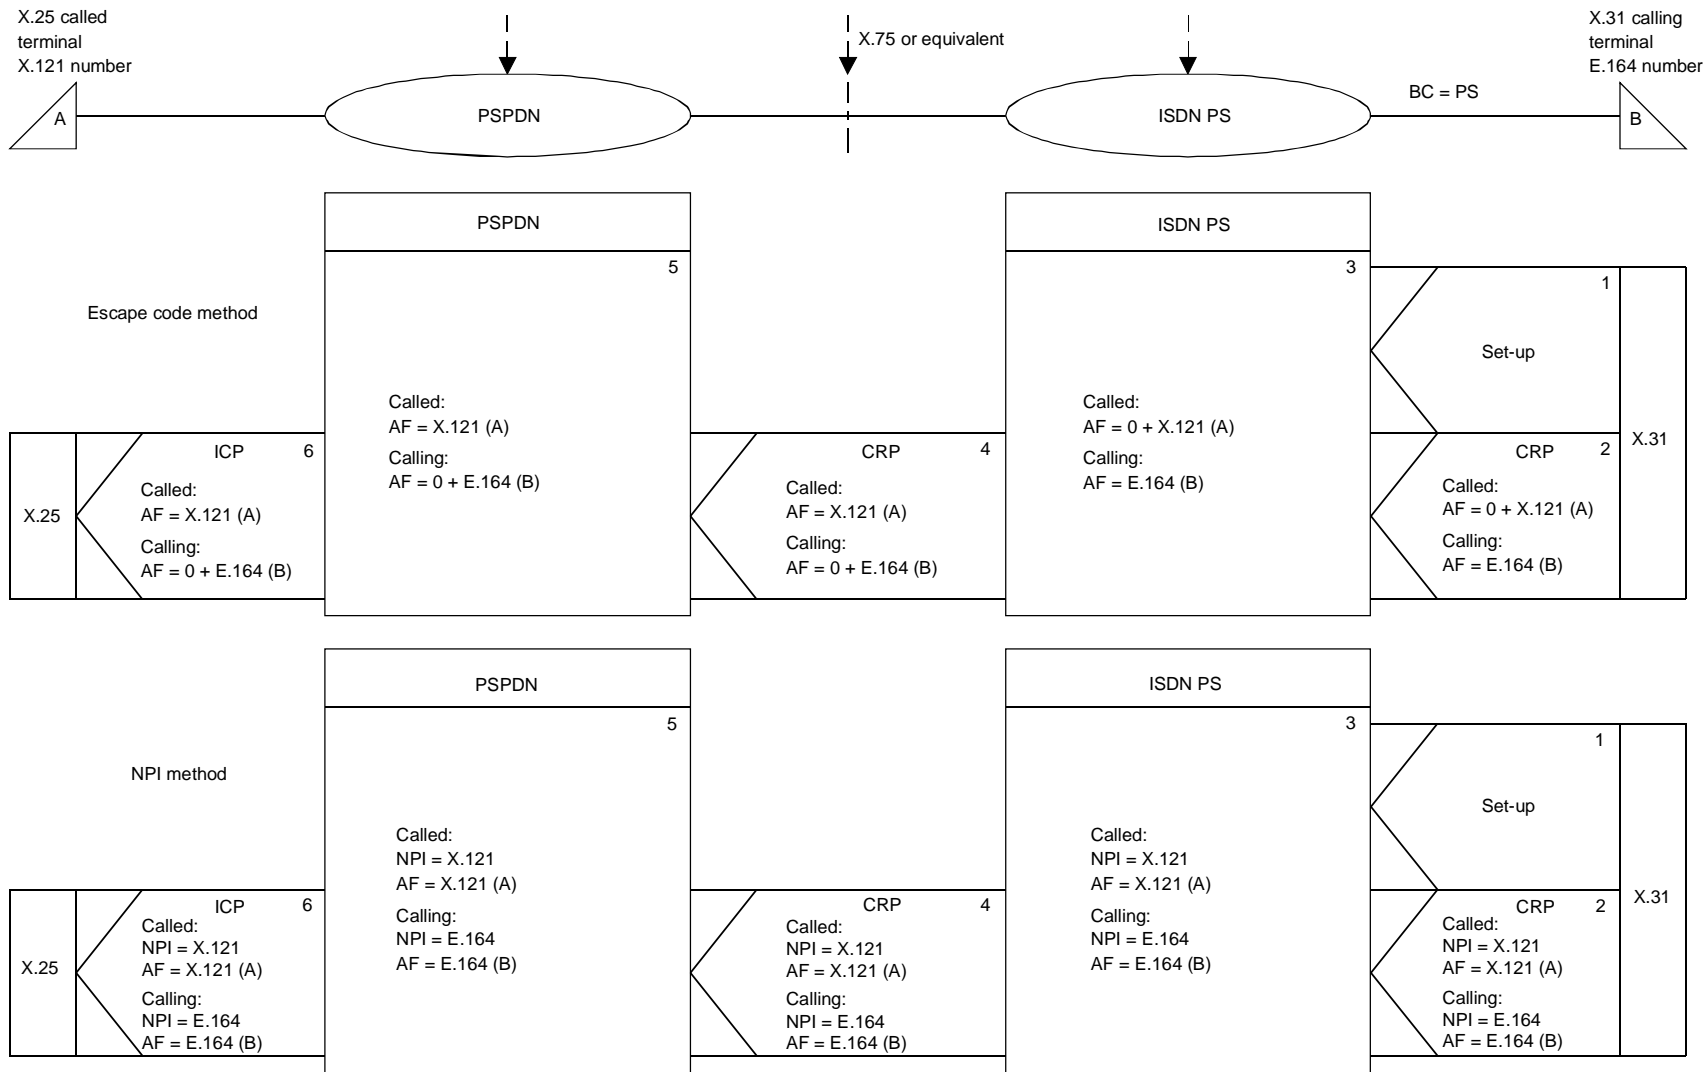 X.25 called
terminal
X.121 number
X.75 or equivalent
X.31 calling
terminal
E.164 number
A
PSPDN
ISDN PS
BC = PS
B
PSPDN
ISDN PS
5
3
1
Escape code method
Set-up
Called:
AF = X.121 (A)
Calling:
AF = 0 + E.164 (B)
Called:
AF = 0 + X.121 (A)
Calling:
AF = E.164 (B)
X.25
ICP
6
Called:
AF = X.121 (A)
Calling:
AF = 0 + E.164 (B)
CRP
4
Called:
AF = X.121 (A)
Calling:
AF = 0 + E.164 (B)
CRP
2
Called:
AF = 0 + X.121 (A)
Calling:
AF = E.164 (B)
X.31
PSPDN
ISDN PS
5
3
1
NPI method
Set-up
Called:
NPI = X.121
AF = X.121 (A)
Calling:
NPI = E.164
AF = E.164 (B)
Called:
NPI = X.121
AF = X.121 (A)
Calling:
NPI = E.164
AF = E.164 (B)
X.25
ICP
6
Called:
NPI = X.121
AF = X.121 (A)
Calling:
NPI = E.164
AF = E.164 (B)
CRP
4
Called:
NPI = X.121
AF = X.121 (A)
Calling:
NPI = E.164
AF = E.164 (B)
CRP
2
Called:
NPI = X.121
AF = X.121 (A)
Calling:
NPI = E.164
AF = E.164 (B)
X.31